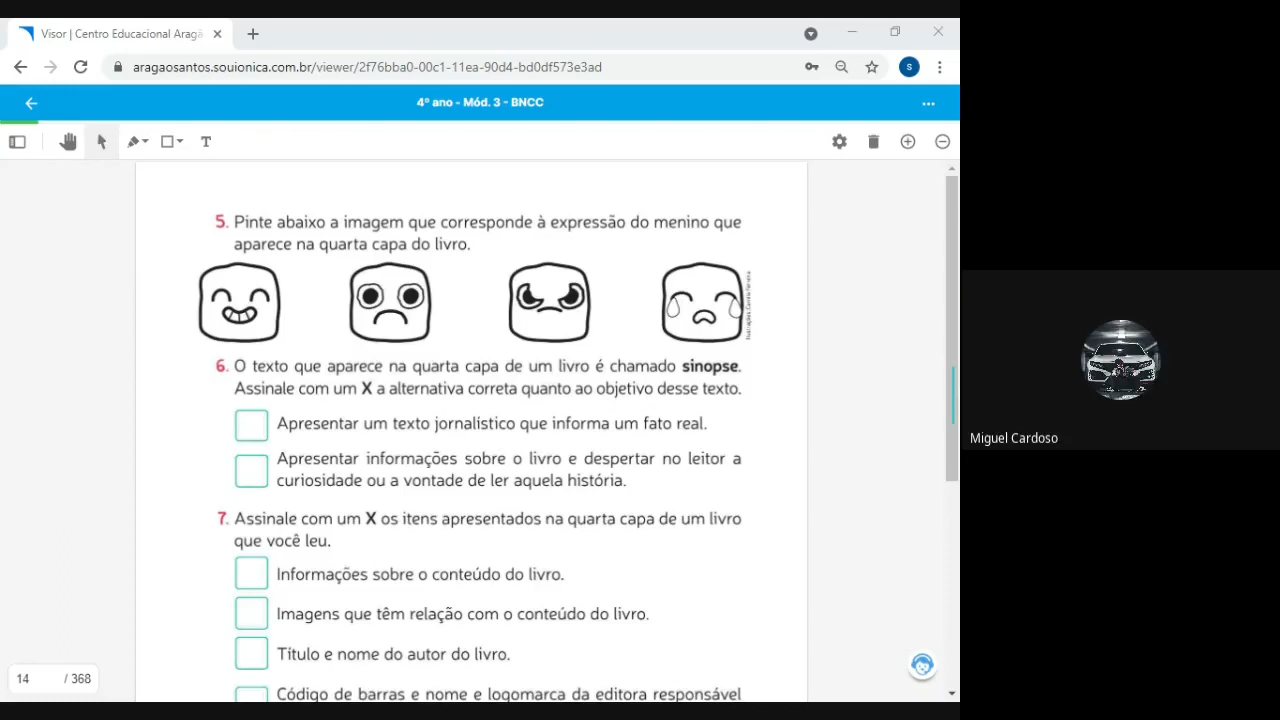 Visor | Centro Educacional Aragã
aragaosantos.souionica.com.br/viewer/2f76bba0-00c1-11ea-90d4-bd0df573e3ad
s
4º ano - Mód. 3 - BNCC
T
5. Pinte abaixo a imagem que corresponde à expressão do menino que
aparece na quarta capa do livro.
6. O texto que aparece na quarta capa de um livro é chamado sinopse.
Assinale com um X a alternativa correta quanto ao objetivo desse texto.
Apresentar um texto jornalístico que informa um fato real.
Apresentar informações sobre o livro e despertar no leitor a
curiosidade ou a vontade de ler aquela história.
7. Assinale com um X os itens apresentados na quarta capa de um livro
que você leu.
Informações sobre o conteúdo do livro.
Imagens que têm relação com o conteúdo do livro.
Título e nome do autor do livro.
Código de barras e nome e logomarca da editora responsável
14 / 368
Miguel Cardoso